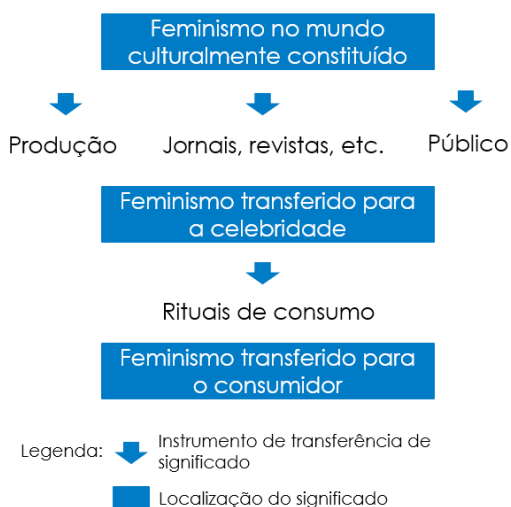 Feminismo no mundo
culturalmente constituído
Produção
Jornais, revistas, etc.
Público
Feminismo transferido para
a celebridade
Rituais de consumo
Feminismo transferido para
o consumidor
Legenda:
Instrumento de transferência de
significado
Localização do significado